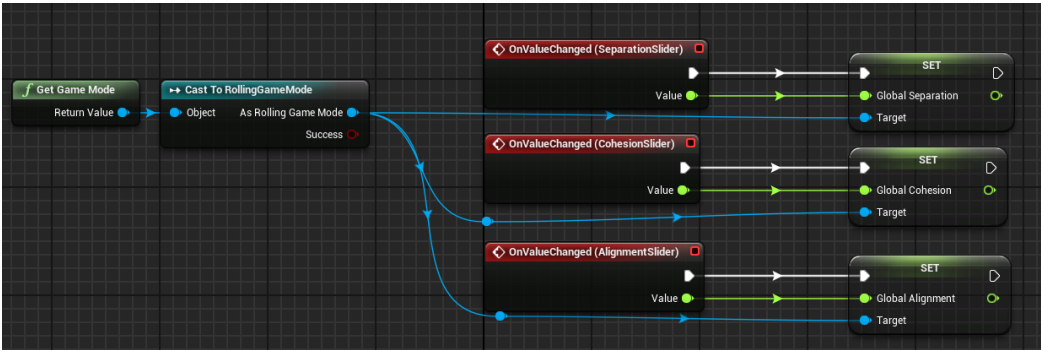 Get Game Mode
Return Value
Cast To RollingGameMode
Object As Rolling Game Mode
Success
OnValueChanged (SeparationSlider)
Value
SET
Global Separation
Target
OnValueChanged (CohesionSlider)
Value
SET
Global Cohesion
Target
OnValueChanged (AlignmentSlider)
Value
SET
Global Alignment
Target